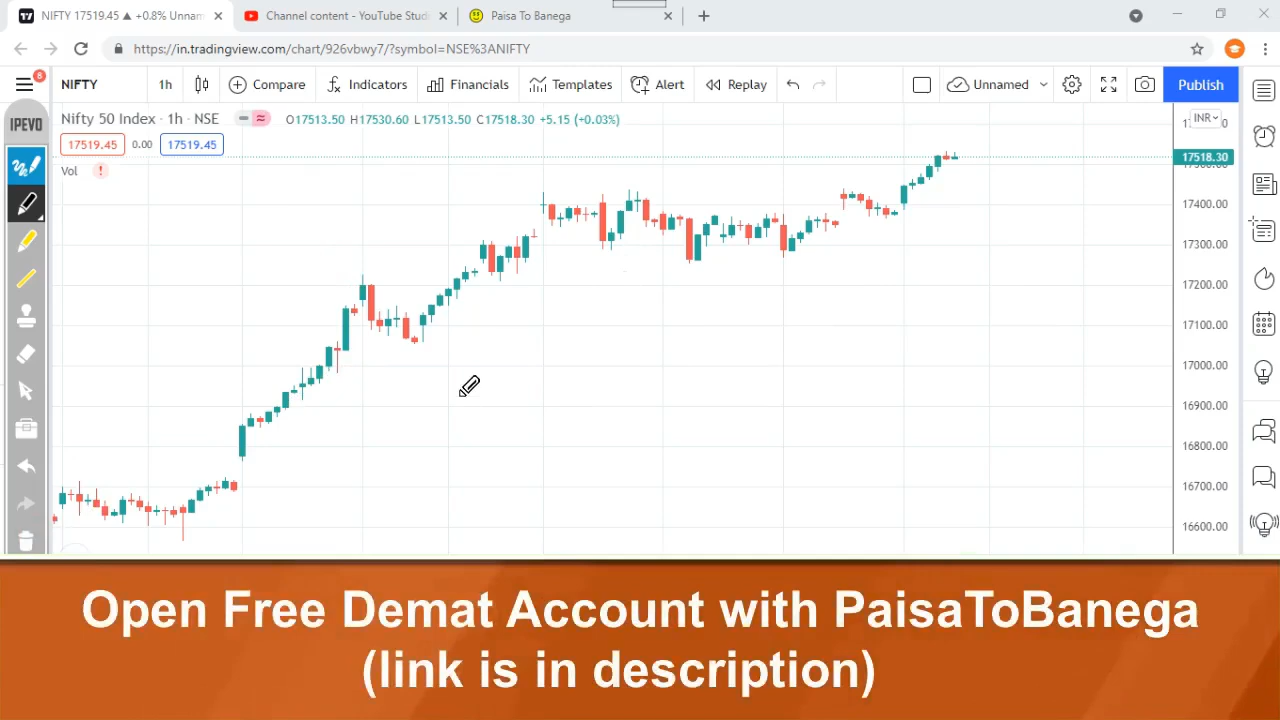 NIFTY 17519.45 ▲ +0.8% Unnam
Channel content - YouTube Studi
Paisa To Banega
https://in.tradingview.com/chart/926vbwy7/?symbol=NSE%3ANIFTY
8
NIFTY 1h Compare Indicators Financials Templates Alert Replay Unnamed Publish
IPEVO
Nifty 50 Index · 1h · NSE O17513.50 H17530.60 L17513.50 C17518.30 +5.15 (+0.03%)
INR
17519.45 0.00 17519.45
Vol !
17518.30
17400.00
17300.00
17200.00
17100.00
17000.00
16900.00
16800.00
16700.00
16600.00
Open Free Demat Account with PaisaToBanega
(link is in description)